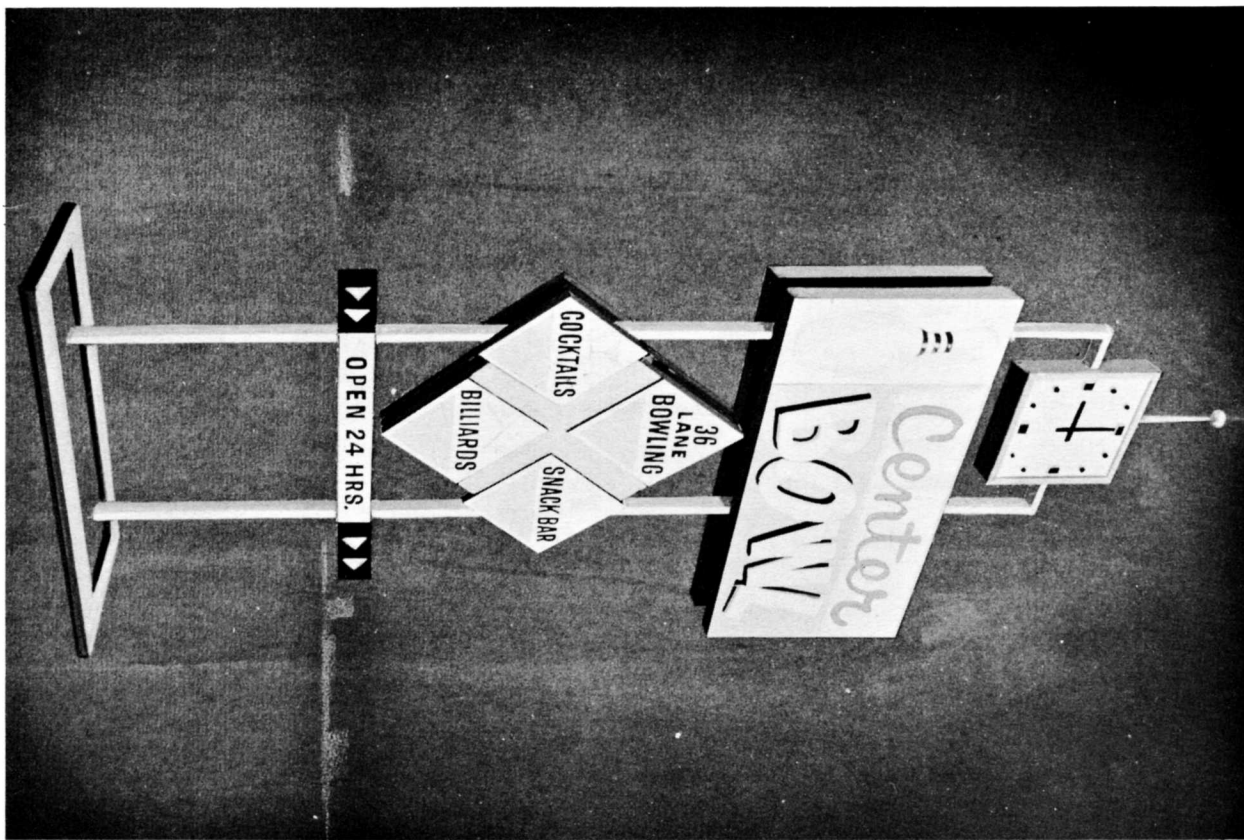 Center
BOWL
36
LANE
BOWLING
COCKTAILS
SNACK BAR
BILLIARDS
OPEN 24 HRS.